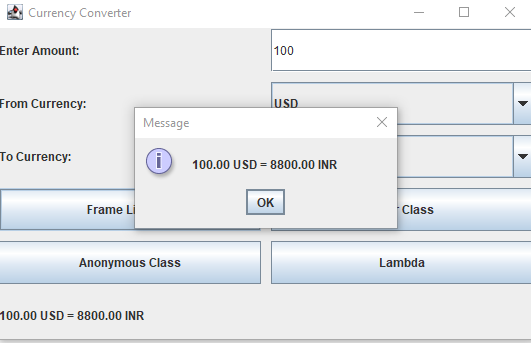 Currency Converter
Enter Amount:
100
From Currency:
USD
Message
100.00 USD = 8800.00 INR
To Currency:
OK
Frame Li
Class
Anonymous Class
Lambda
100.00 USD = 8800.00 INR